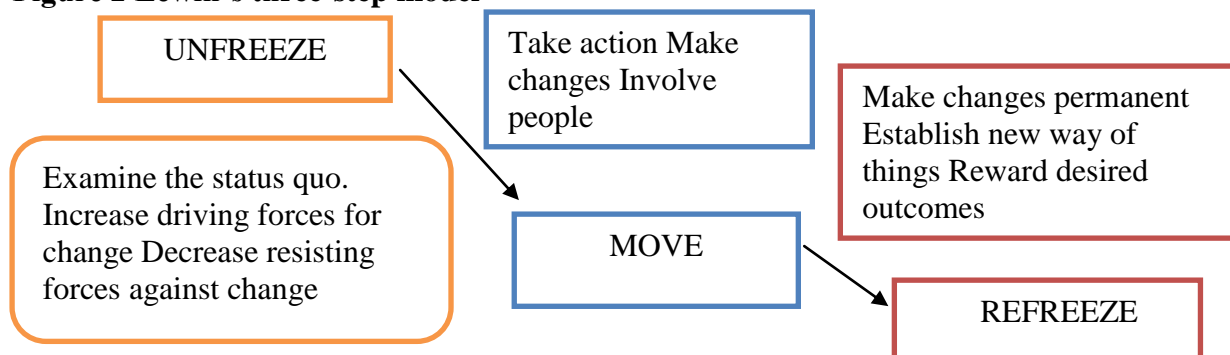 UNFREEZE
Examine the status quo.
Increase driving forces for
change Decrease resisting
forces against change
Take action Make
changes Involve
people
MOVE
Make changes permanent
Establish new way of
things Reward desired
outcomes
REFREEZE